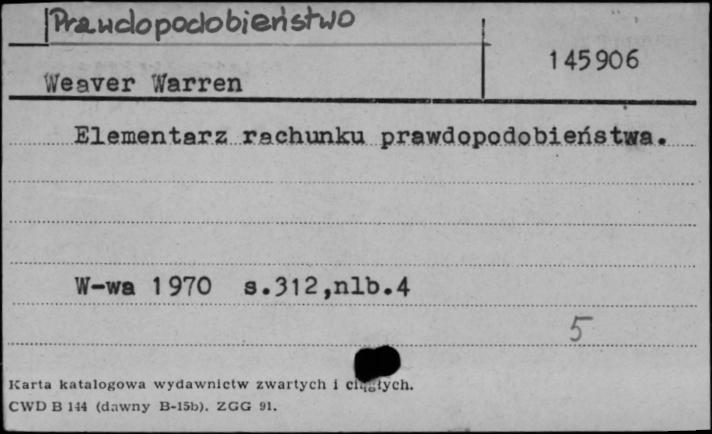 Prawdopodobieństwo
145906
Weaver Warren
Elementarz rachunku prawdopodobieństwa.
W-wa 1970 s.312,nlb.4
5
Karta katalogowa wydawnictw zwartych i ciągłych.
CWD B 144 (dawny B-15b). ZGG 91.